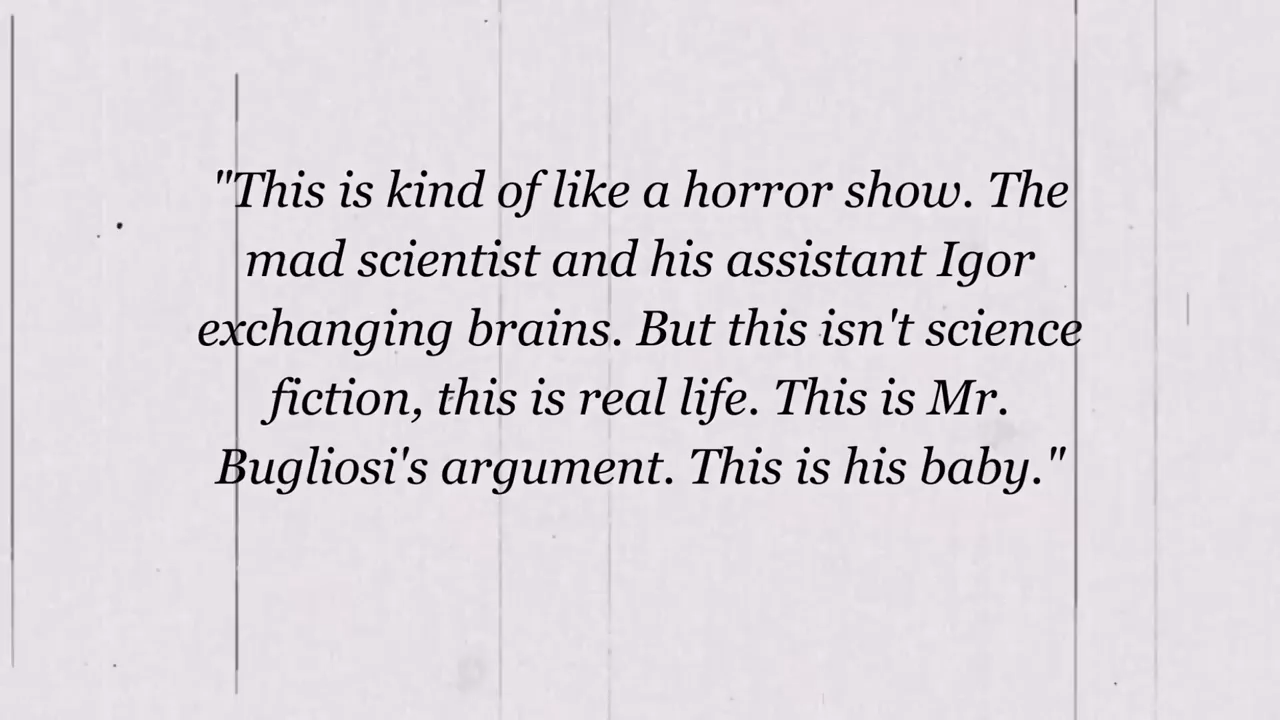 "This is kind of like a horror show. The
mad scientist and his assistant Igor
exchanging brains. But this isn't science
fiction, this is real life. This is Mr.
Bugliosi's argument. This is his baby."